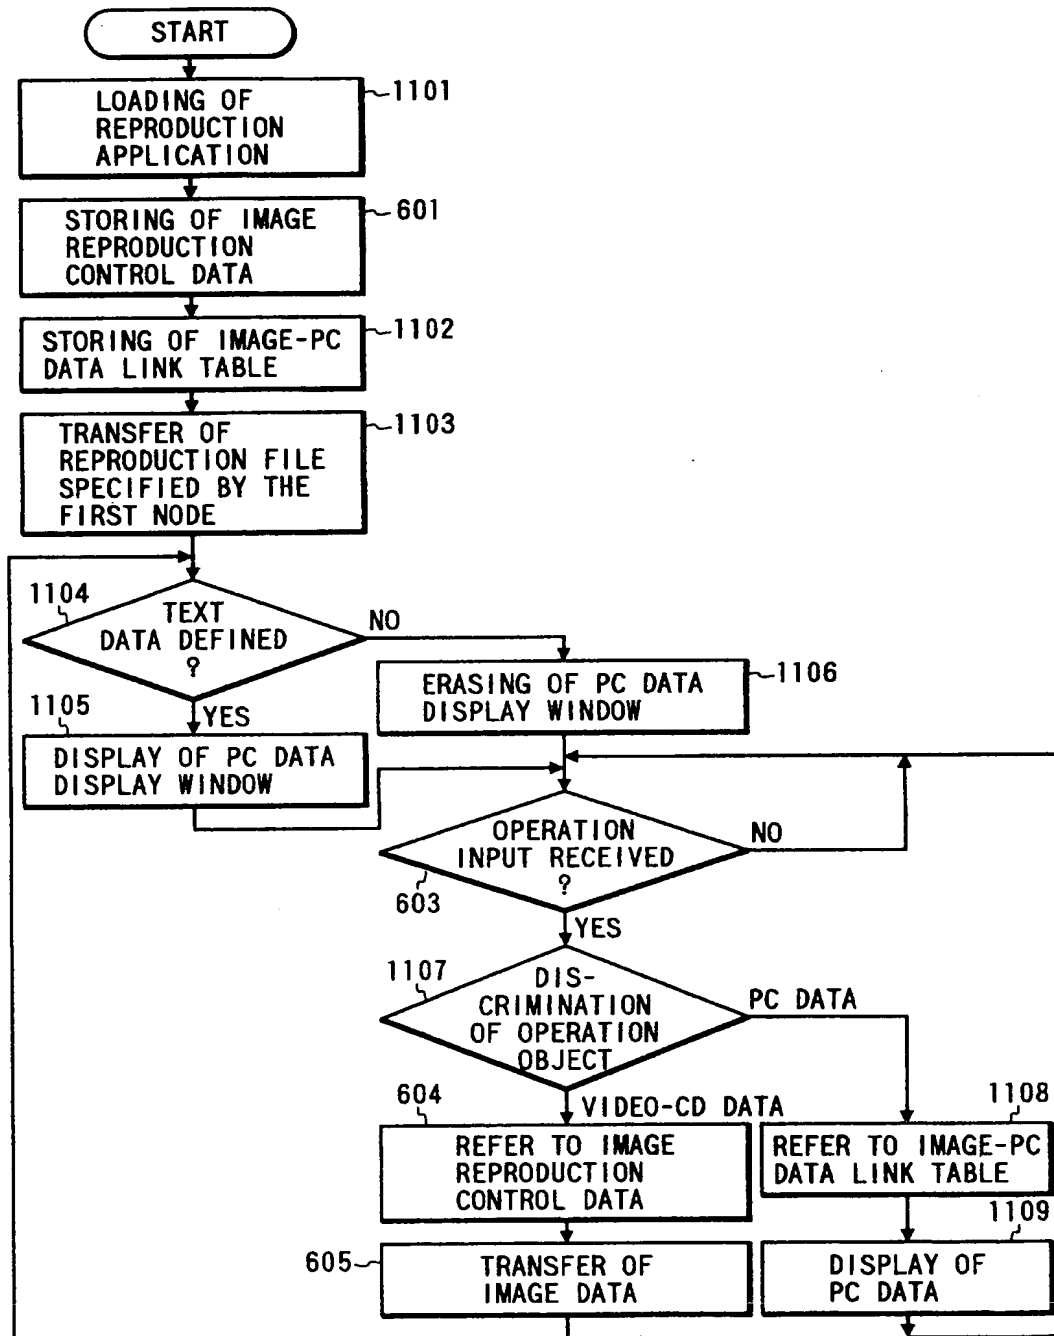 START
1101
LOADING OF
REPRODUCTION
APPLICATION
601
STORING OF IMAGE
REPRODUCTION
CONTROL DATA
1102
STORING OF IMAGE-PC
DATA LINK TABLE
1103
TRANSFER OF
REPRODUCTION FILE
SPECIFIED BY THE
FIRST NODE
1104
TEXT
DATA DEFINED
?
NO
YES
1106
ERASING OF PC DATA
DISPLAY WINDOW
1105
DISPLAY OF PC DATA
DISPLAY WINDOW
OPERATION
INPUT RECEIVED
?
NO
603
YES
1107
DIS-
CRIMINATION
OF OPERATION
OBJECT
PC DATA
VIDEO-CD DATA
604
REFER TO IMAGE
REPRODUCTION
CONTROL DATA
1108
REFER TO IMAGE-PC
DATA LINK TABLE
605
TRANSFER OF
IMAGE DATA
1109
DISPLAY OF
PC DATA